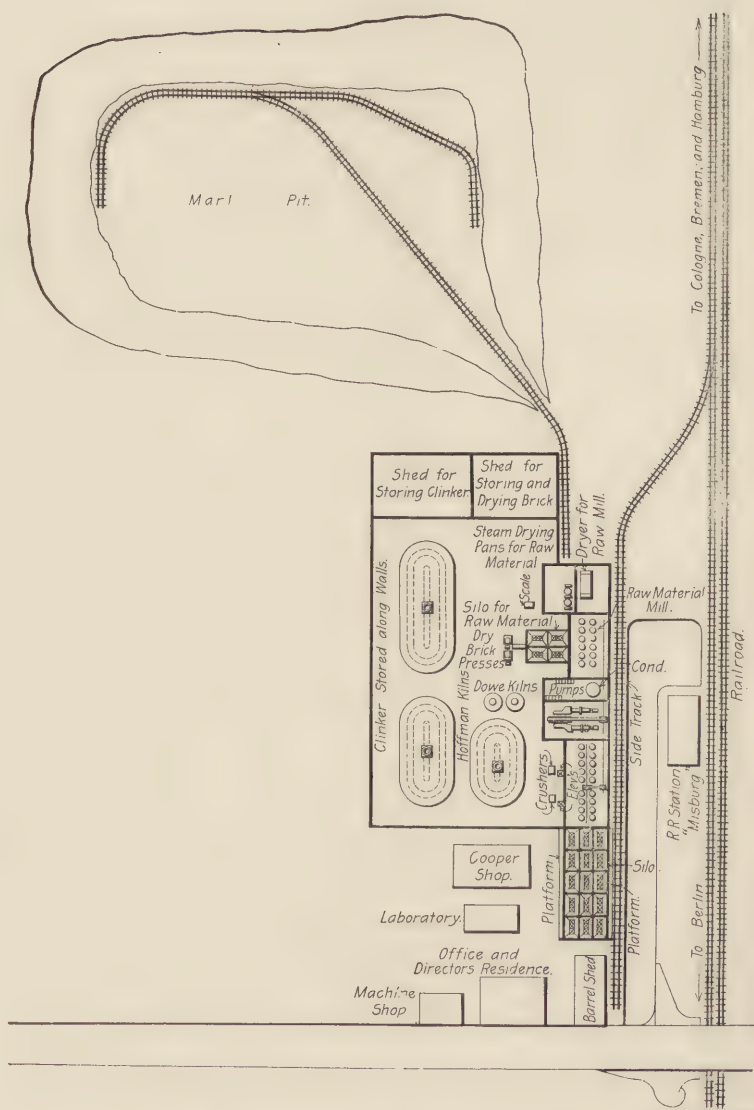 To Cologne, Bremen, and Hamburg
Marl Pit.
Shed for
Storing Clinker.
Shed for
Storing and
Drying Brick
Steam Drying
Pans for Raw
Material
Dryer for
Raw Mill.
Scale
Raw Material
Mill.
Silo for
Raw Material
Dry
Brick
Presses
Clinker Stored along Walls.
Hoffman Kilns
Dowe Kilns
Pumps
Cond.
Side Track
Railroad.
Crushers
Elevs
RR Station
"Misburg"
Cooper
Shop.
Platform
Silo
Platform
Laboratory.
To Berlin
Office and
Directors Residence.
Machine
Shop
Barrel Shed